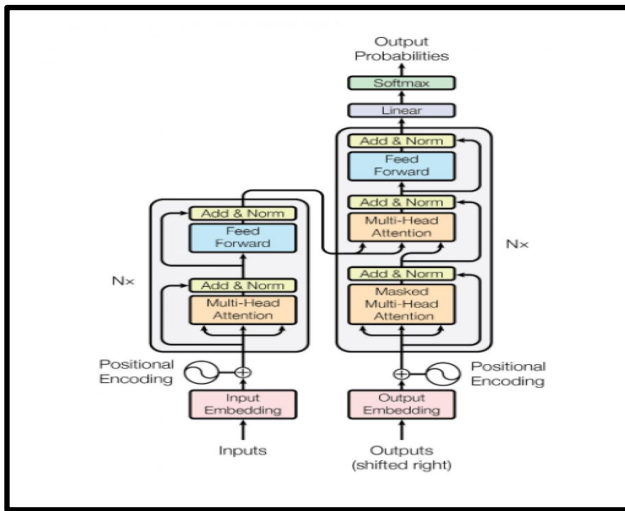 Output
Probabilities
Softmax
Linear
Add & Norm
Feed
Forward
Add & Norm
Multi-Head
Attention
Add & Norm
Masked
Multi-Head
Attention
Nx
Positional
Encoding
Output
Embedding
Outputs
(shifted right)
Add & Norm
Feed
Forward
Add & Norm
Multi-Head
Attention
Nx
Positional
Encoding
Input
Embedding
Inputs